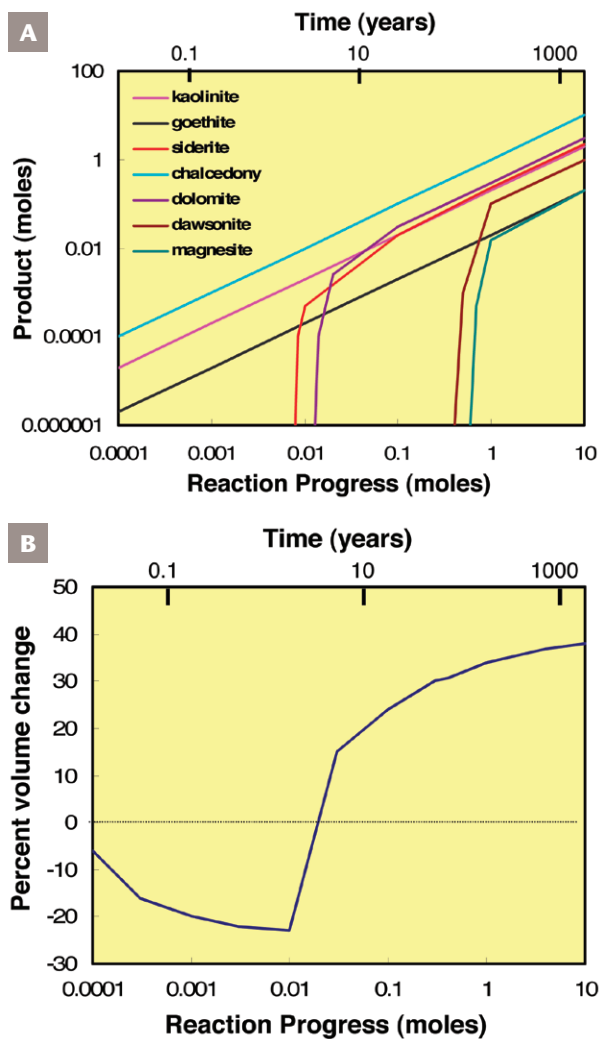 A
Time (years)
0.1 10 1000
100
1
0.01
0.0001
0.000001
Product (moles)
kaolinite
goethite
siderite
chalcedony
dolomite
dawsonite
magnesite
0.0001 0.001 0.01 0.1 1 10
Reaction Progress (moles)
B
Time (years)
0.1 10 1000
50
40
30
20
10
0
-10
-20
-30
Percent volume change
0.0001 0.001 0.01 0.1 1 10
Reaction Progress (moles)